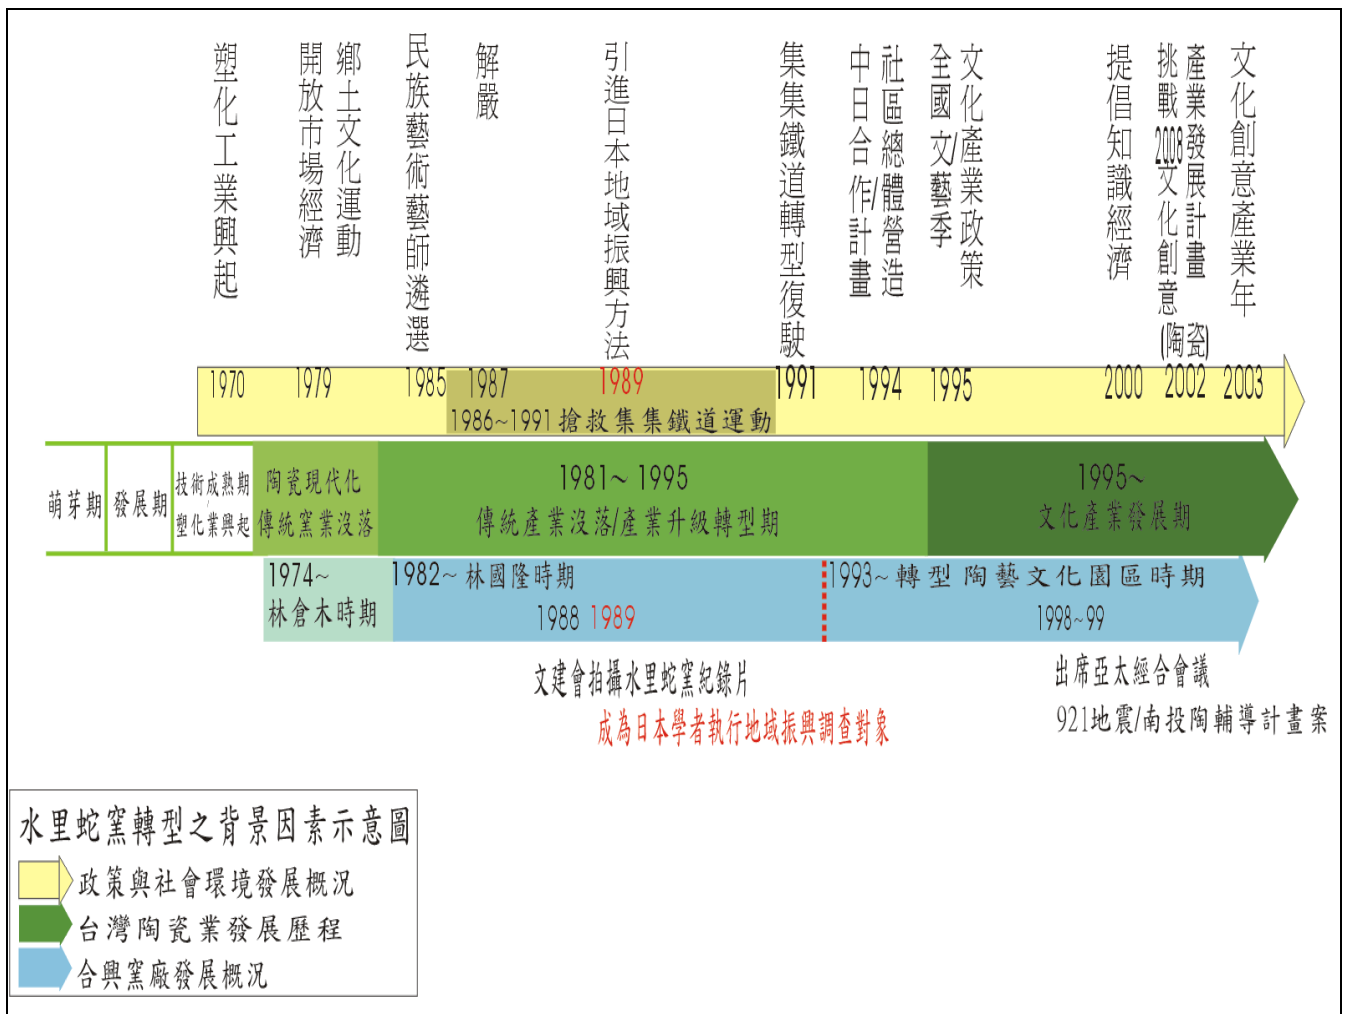 塑化工業興起
開放市場經濟
鄉土文化運動
民族藝術藝師遴選
解嚴
引進日本地域振興方法
集集鐵道轉型復駛
中日合作計畫
社區總體營造/
全國文藝季
文化產業政策/
提倡知識經濟
挑戰2008文化創意
產業發展計畫
(陶瓷)
文化創意產業年
1970
1979
1985
1987
1989
1991
1994
1995
2000
2002
2003
1986~1991搶救集集鐵道運動
萌芽期
發展期
技術成熟期
/
塑化業興起
陶瓷現代化
傳統窯業沒落
1981~1995
傳統產業沒落/產業升級轉型期
1995~
文化產業發展期
1974~
林倉木時期
1982~林國隆時期
1988 1989
1993~轉型陶藝文化園區時期
1998~99
文建會拍攝水里蛇窯紀錄片
成為日本學者執行地域振興調查對象
出席亞太經合會議
921地震/南投陶輔導計畫案
水里蛇窯轉型之背景因素示意圖
政策與社會環境發展概況
台灣陶瓷業發展歷程
合興窯廠發展概況